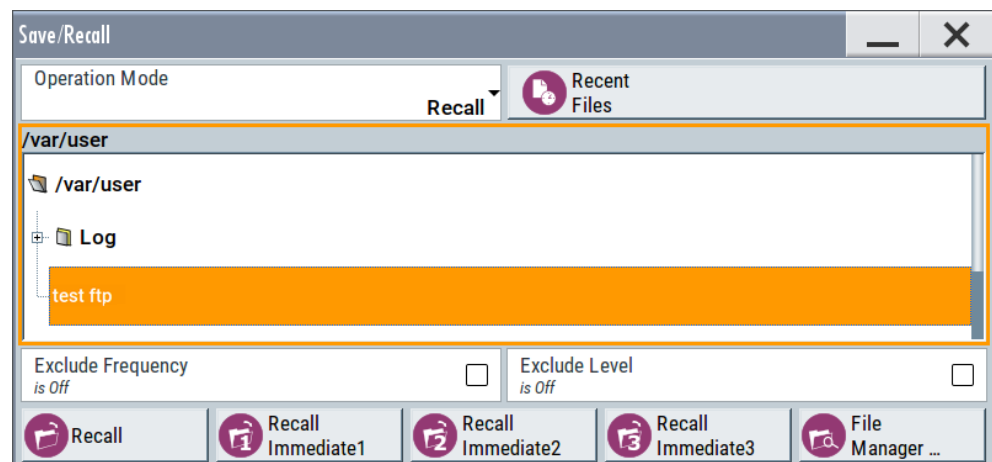 Save/Recall
Operation Mode
Recall
Recent
Files
/var/user
/var/user
Log
test ftp
Exclude Frequency
is Off
Exclude Level
is Off
Recall
Recall
Immediate1
Recall
Immediate2
Recall
Immediate3
File
Manager ...